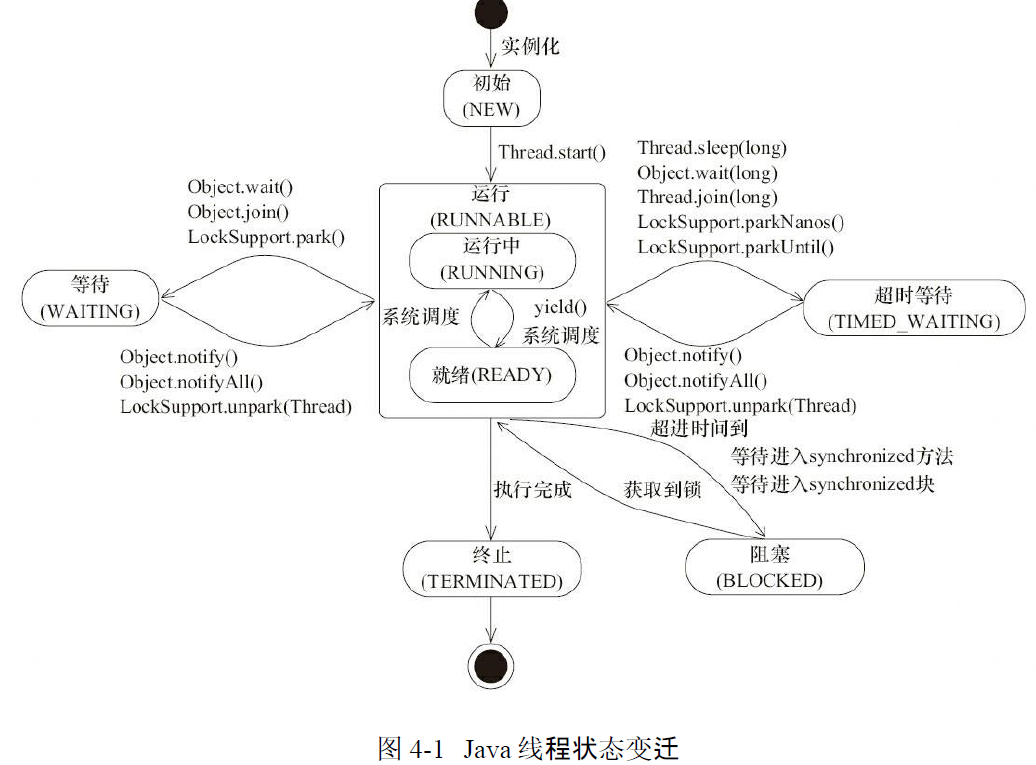 实例化
初始
(NEW)
Thread.start()
Object.wait()
Object.join()
LockSupport.park()
等待
(WAITING)
Object.notify()
Object.notifyAll()
LockSupport.unpark(Thread)
运行
(RUNNABLE)
运行中
(RUNNING)
系统调度
yield()
系统调度
就绪(READY)
Thread.sleep(long)
Object.wait(long)
Thread.join(long)
LockSupport.parkNanos()
LockSupport.parkUntil()
超时等待
(TIMED_WAITING)
Object.notify()
Object.notifyAll()
LockSupport.unpark(Thread)
超进时间到
等待进入synchronized方法
等待进入synchronized块
获取到锁
执行完成
终止
(TERMINATED)
阻塞
(BLOCKED)
图 4-1 Java 线程状态变迁